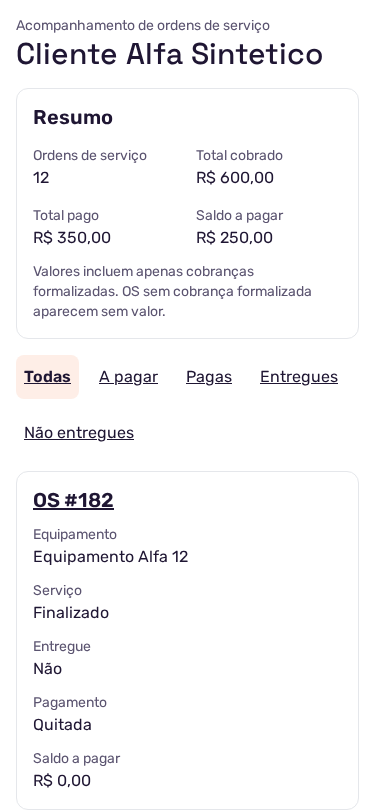 Acompanhamento de ordens de serviço
Cliente Alfa Sintetico
Resumo
Ordens de serviço
12
Total cobrado
R$ 600,00
Total pago
R$ 350,00
Saldo a pagar
R$ 250,00
Valores incluem apenas cobranças
formalizadas. OS sem cobrança formalizada
aparecem sem valor.
Todas A pagar Pagas Entregues
Não entregues
OS #182
Equipamento
Equipamento Alfa 12
Serviço
Finalizado
Entregue
Não
Pagamento
Quitada
Saldo a pagar
R$ 0,00